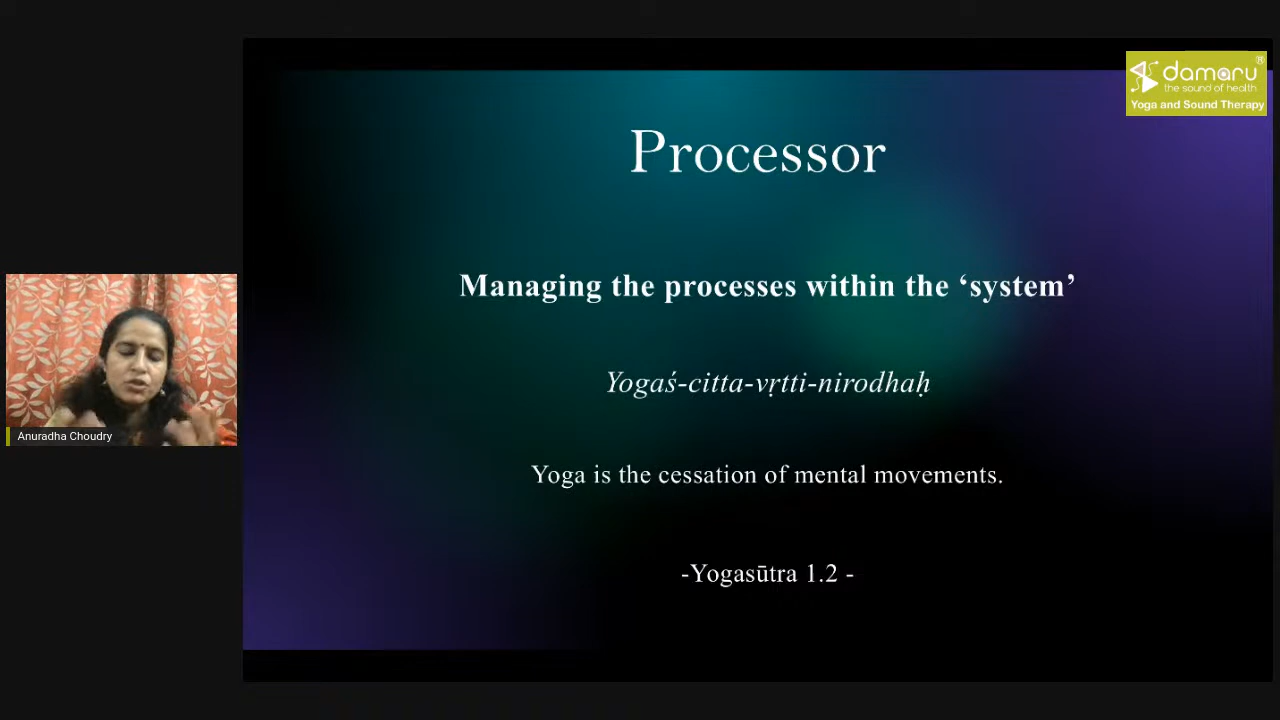 damaru®
the sound of health
Yoga and Sound Therapy
Processor
Managing the processes within the ‘system’
Yogaś-citta-vṛtti-nirodhaḥ
Yoga is the cessation of mental movements.
-Yogasūtra 1.2 -
Anuradha Choudry